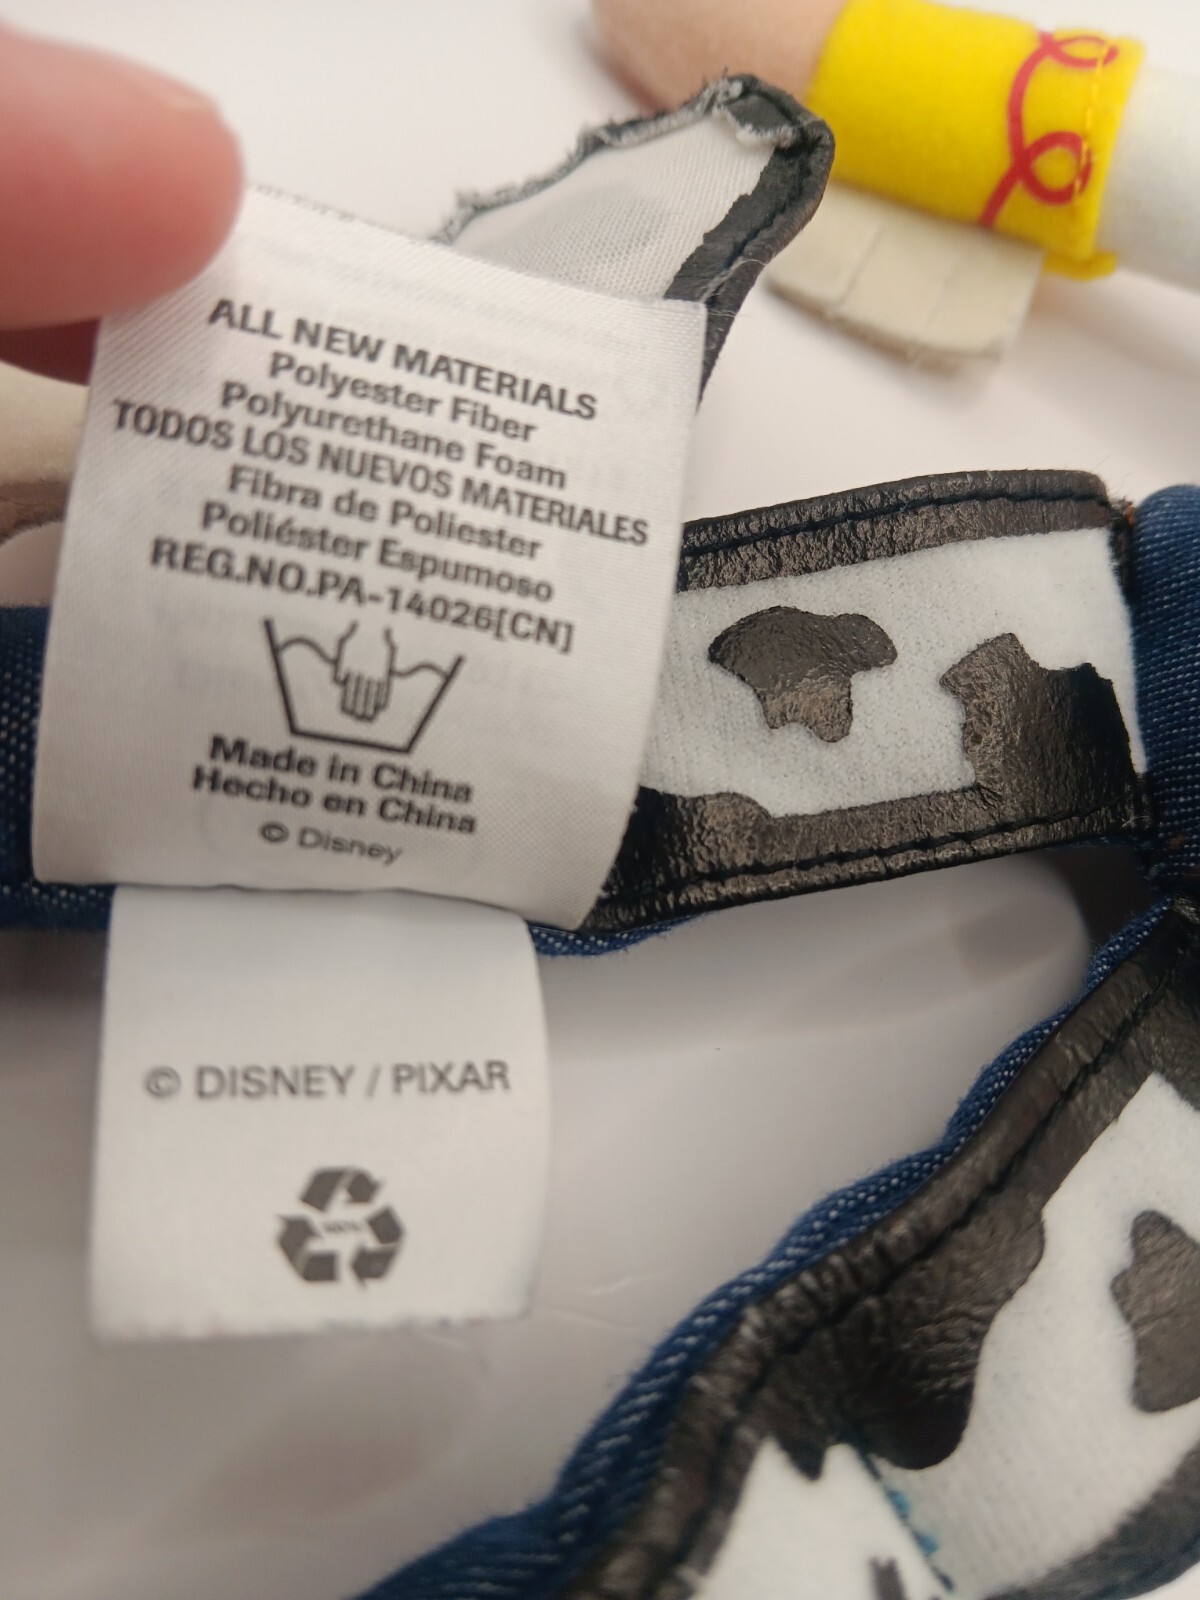 ALL NEW MATERIALS
Polyester Fiber
Polyurethane Foam
TODOS LOS NUEVOS MATERIALES
Fibra de Poliester
Poliéster Espumoso
REG.NO.PA-14026[CN]
Made in China
Hecho en China
© Disney
© DISNEY / PIXAR